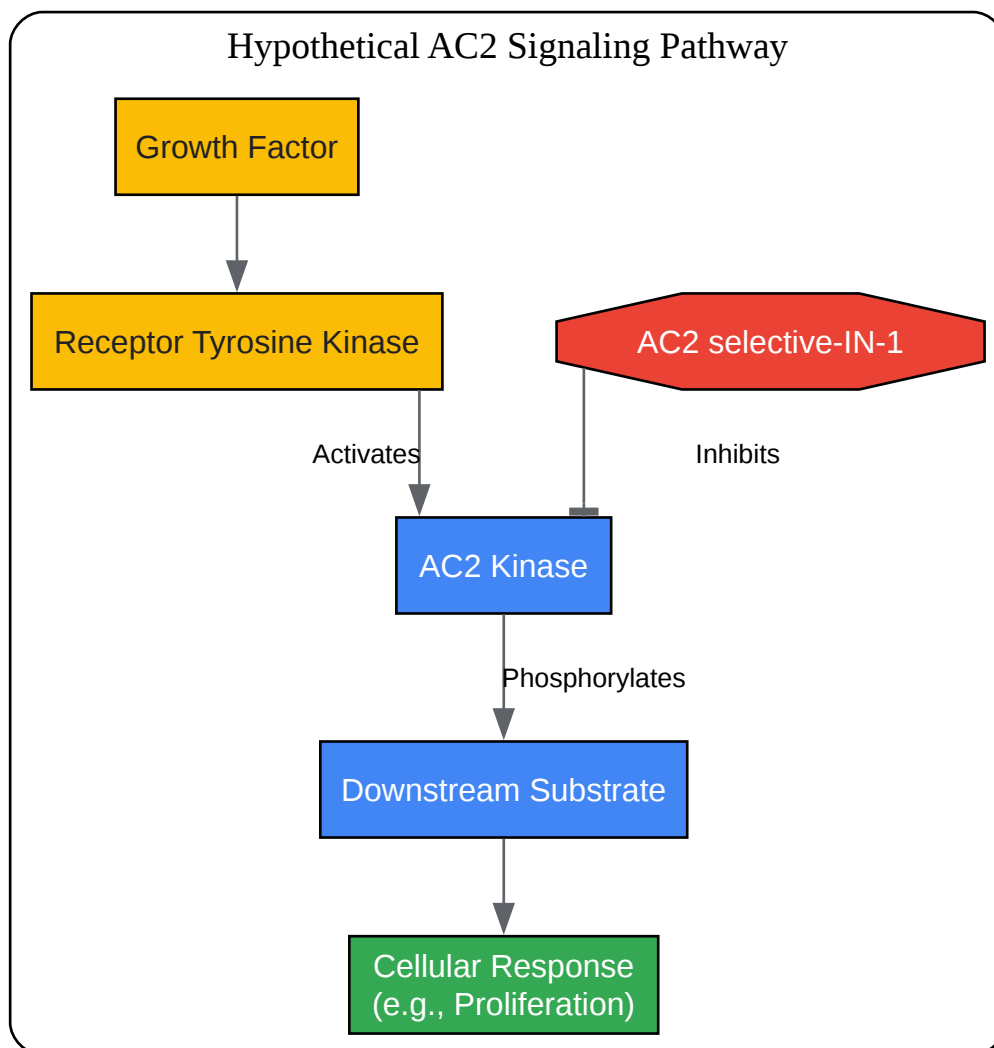 Hypothetical AC2 Signaling Pathway
Growth Factor
Receptor Tyrosine Kinase
AC2 selective-IN-1
Activates
Inhibits
AC2 Kinase
Phosphorylates
Downstream Substrate
Cellular Response
(e.g., Proliferation)